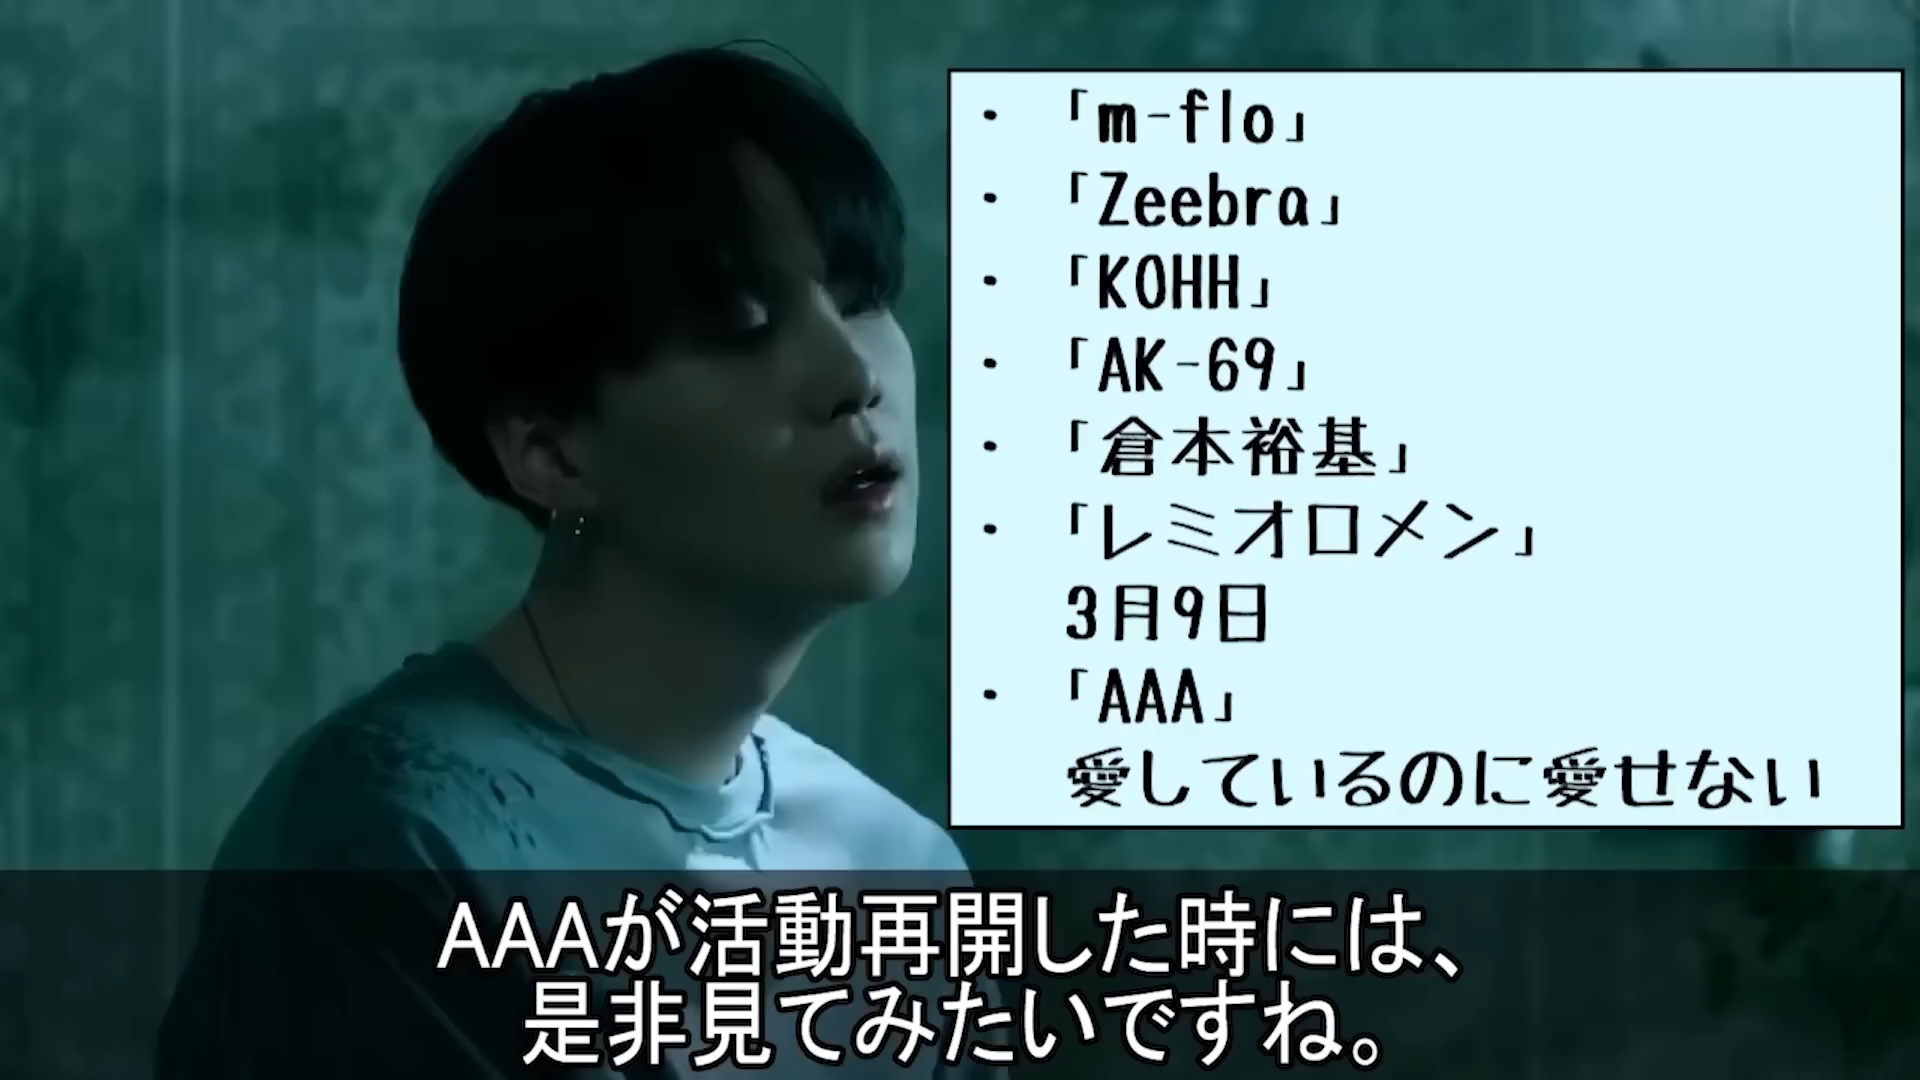 ・ 「m-flo」
・ 「Zeebra」
・ 「KOHH」
・ 「AK-69」
・ 「倉本裕基」
・ 「レミオロメン」
3月9日
・ 「AAA」
愛しているのに愛せない
AAAが活動再開した時には、
是非見てみたいですね。